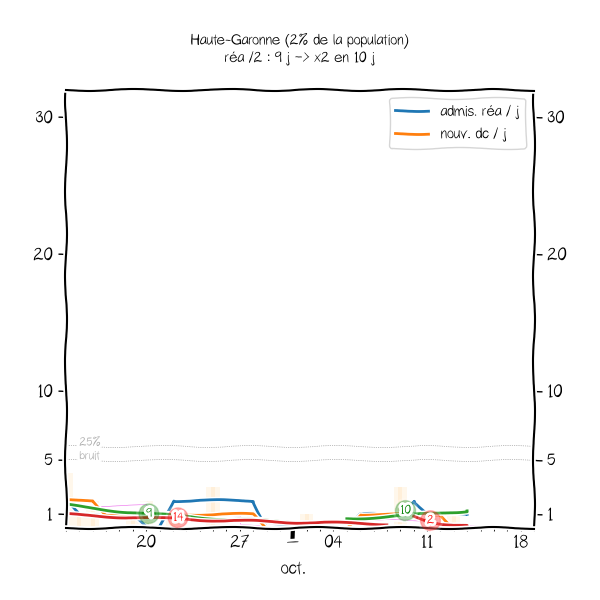 Haute-Garonne (2% de la population)
réa /2 : 9 j -> x2 en 10 j
admis. réa / j
nouv. dc / j
30 30
20 20
10 10
25%
5 bruit 5
1 9 14 10 2 1
20 27 04 11 18
oct.